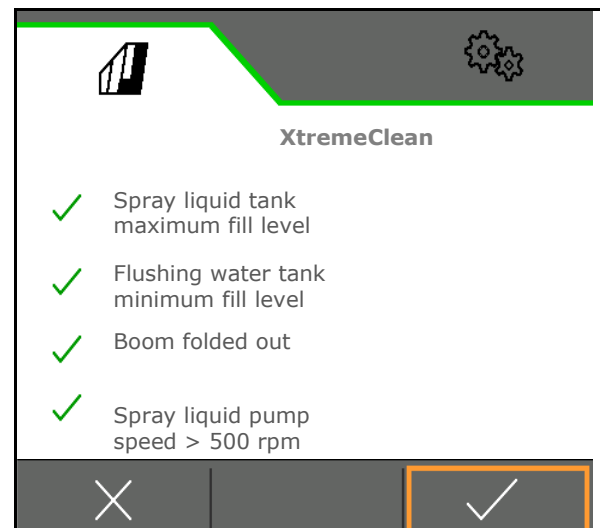 XtremeClean
Spray liquid tank
maximum fill level
Flushing water tank
minimum fill level
Boom folded out
Spray liquid pump
speed > 500 rpm